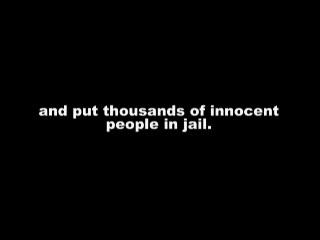 and put thousands of innocent
people in jail.